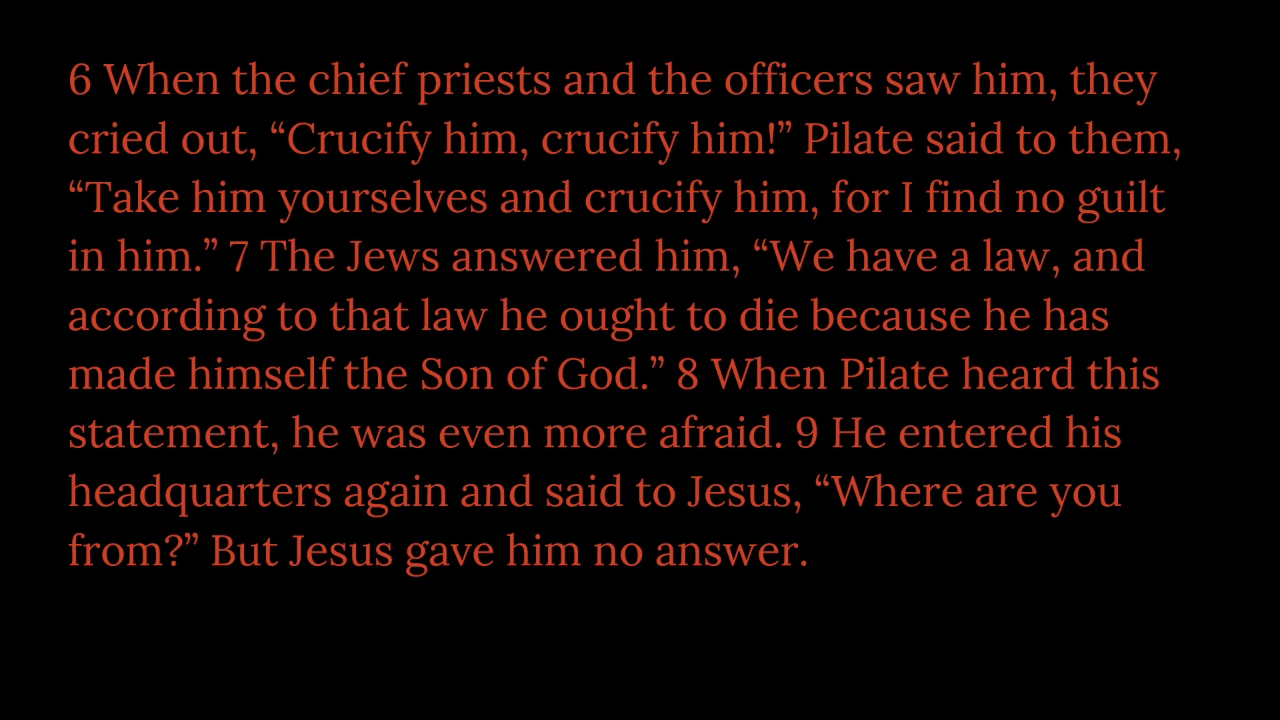 6 When the chief priests and the officers saw him, they
cried out, “Crucify him, crucify him!” Pilate said to them,
“Take him yourselves and crucify him, for I find no guilt
in him.” 7 The Jews answered him, “We have a law, and
according to that law he ought to die because he has
made himself the Son of God.” 8 When Pilate heard this
statement, he was even more afraid. 9 He entered his
headquarters again and said to Jesus, “Where are you
from?” But Jesus gave him no answer.